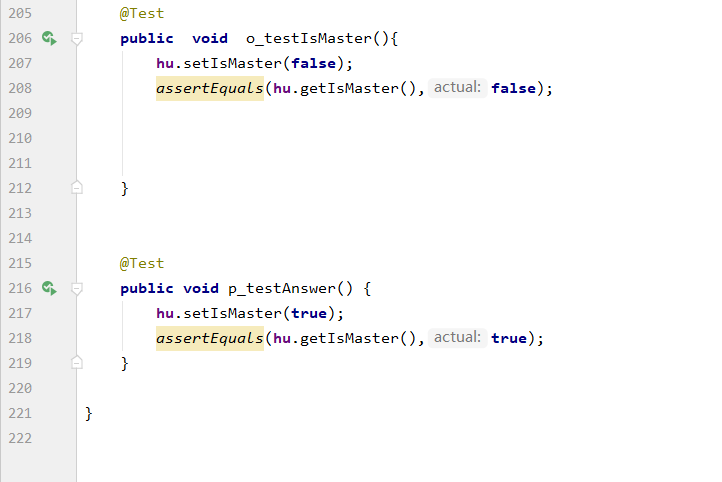 205 @Test
206 public  void  o_testIsMaster(){
207 hu.setIsMaster(false);
208 assertEquals(hu.getIsMaster(), actual: false);
209
210
211
212 }
213
214
215 @Test
216 public void p_testAnswer() {
217 hu.setIsMaster(true);
218 assertEquals(hu.getIsMaster(), actual: true);
219 }
220
221 }
222